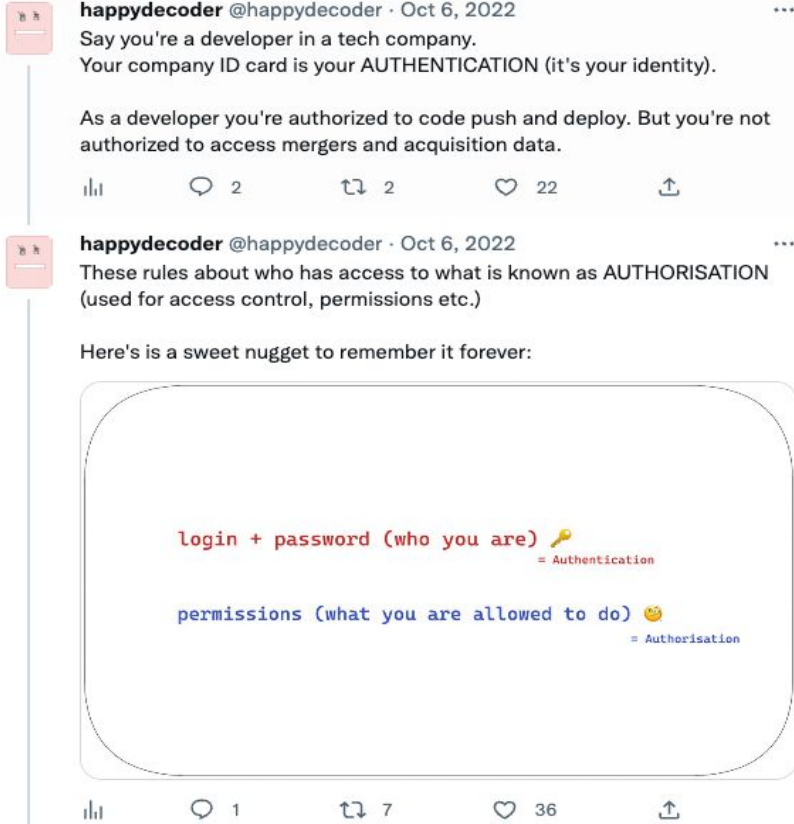 happydecoder @happydecoder · Oct 6, 2022
Say you're a developer in a tech company.
Your company ID card is your AUTHENTICATION (it's your identity).
As a developer you're authorized to code push and deploy. But you're not
authorized to access mergers and acquisition data.
2 2 22
happydecoder @happydecoder · Oct 6, 2022
These rules about who has access to what is known as AUTHORISATION
(used for access control, permissions etc.)
Here's is a sweet nugget to remember it forever:
login + password (who you are) 🔑
= Authentication
permissions (what you are allowed to do) 🧐
= Authorisation
1 7 36